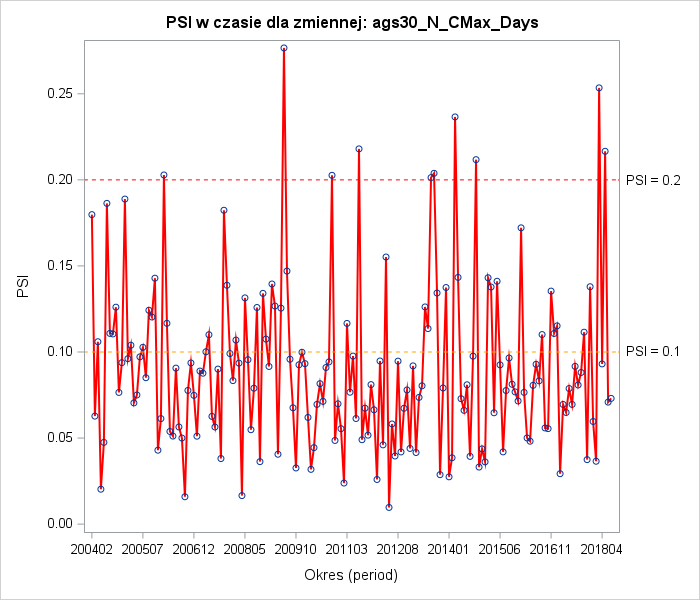 PSI w czasie dla zmiennej: ags30_N_CMax_Days
0.25
0.20
PSI = 0.2
0.15
PSI
0.10
PSI = 0.1
0.05
0.00
200402 200507 200612 200805 200910 201103 201208 201401 201506 201611 201804
Okres (period)